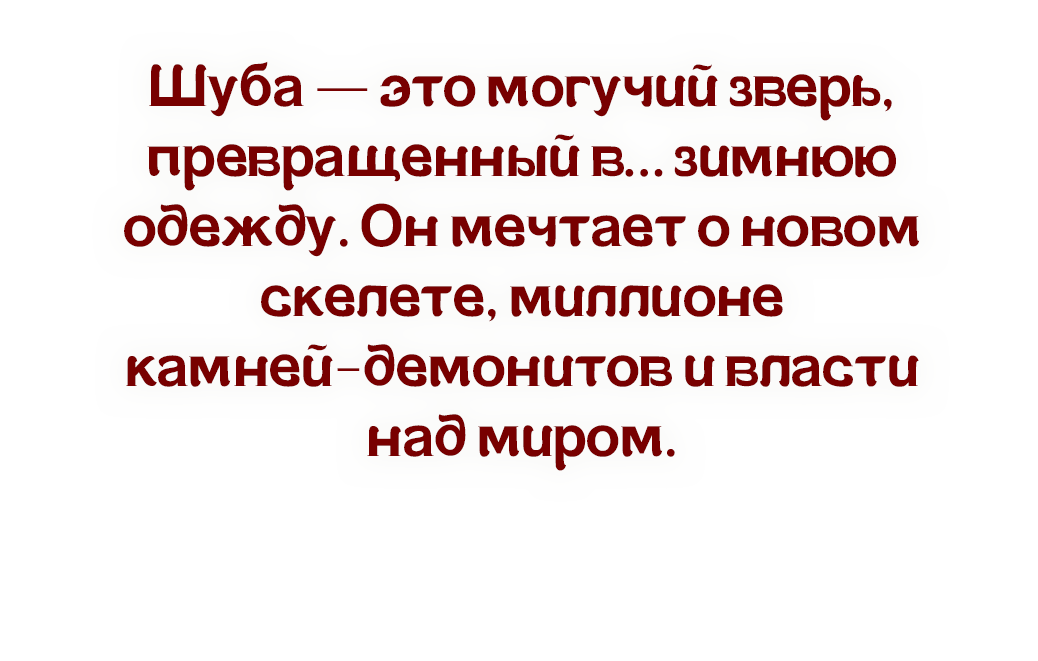 Шуба — это могучий зверь,
превращенный в... зимнюю
одежду. Он мечтает о новом
скелете, миллионе
камней-демонитов и власти
над миром.